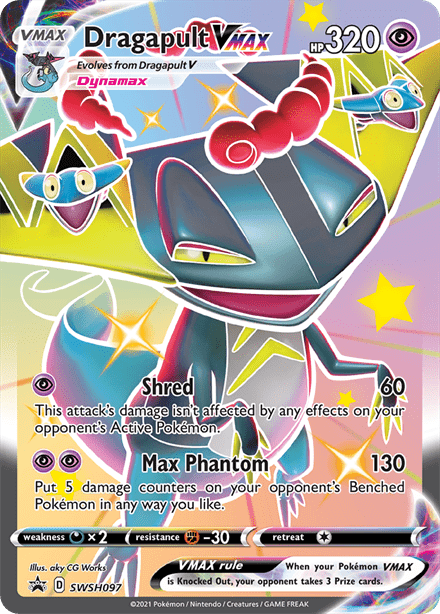 VMAX Dragapult VMAX HP 320
Evolves from Dragapult V
Dynamax
Shred 60
This attack's damage isn't affected by any effects on your
opponent's Active Pokémon.
Max Phantom 130
Put 5 damage counters on your opponent's Benched
Pokémon in any way you like.
weakness ×2 resistance -30 retreat
Illus. aky CG Works
VMAX rule When your Pokémon VMAX
is Knocked Out, your opponent takes 3 Prize cards.
D SWSH097
©2021 Pokémon / Nintendo / Creatures / GAME FREAK